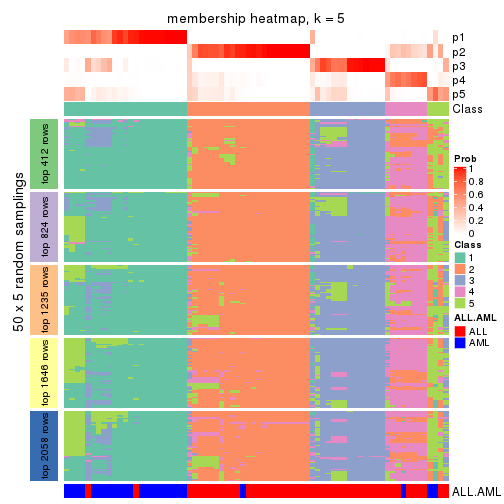 membership heatmap, k = 5
p1
p2
p3
p4
p5
Class
50 x 5 random samplings
top 412 rows
top 824 rows
top 1235 rows
top 1646 rows
top 2058 rows
ALL.AML
Prob
1
0.8
0.6
0.4
0.2
0
Class
1
2
3
4
5
ALL.AML
ALL
AML